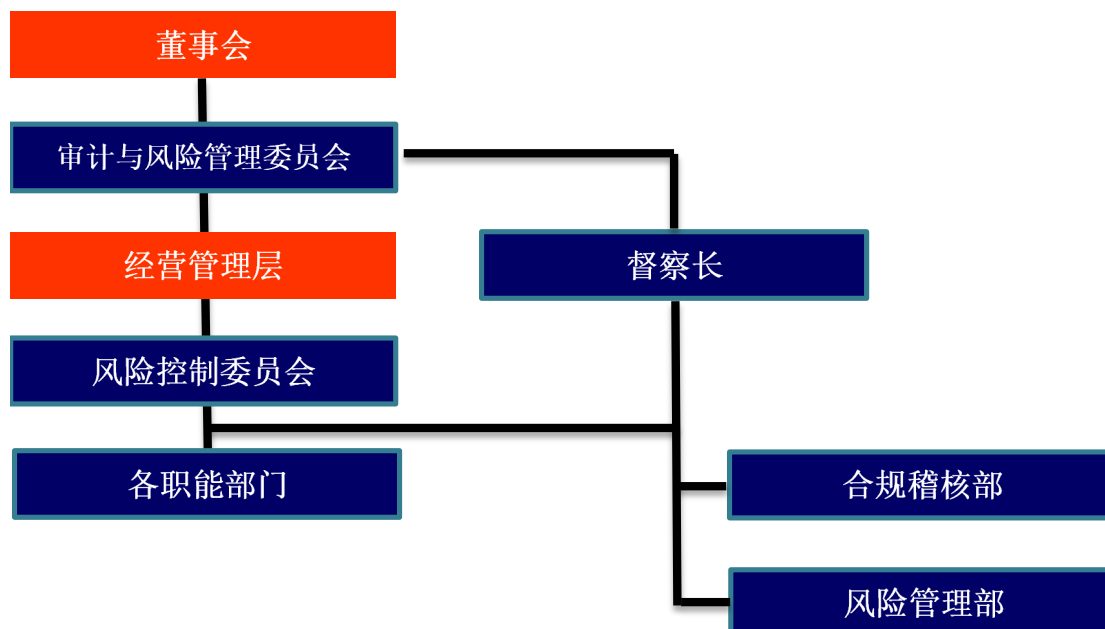 董事会
审计与风险管理委员会
经营管理层
督察长
风险控制委员会
各职能部门
合规稽核部
风险管理部